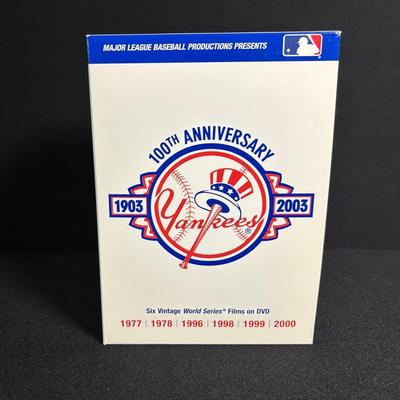 MAJOR LEAGUE BASEBALL PRODUCTIONS PRESENTS
100TH ANNIVERSARY
1903 2003
Yankees®
Six Vintage World Series® Films on DVD
1977 | 1978 | 1996 | 1998 | 1999 | 2000